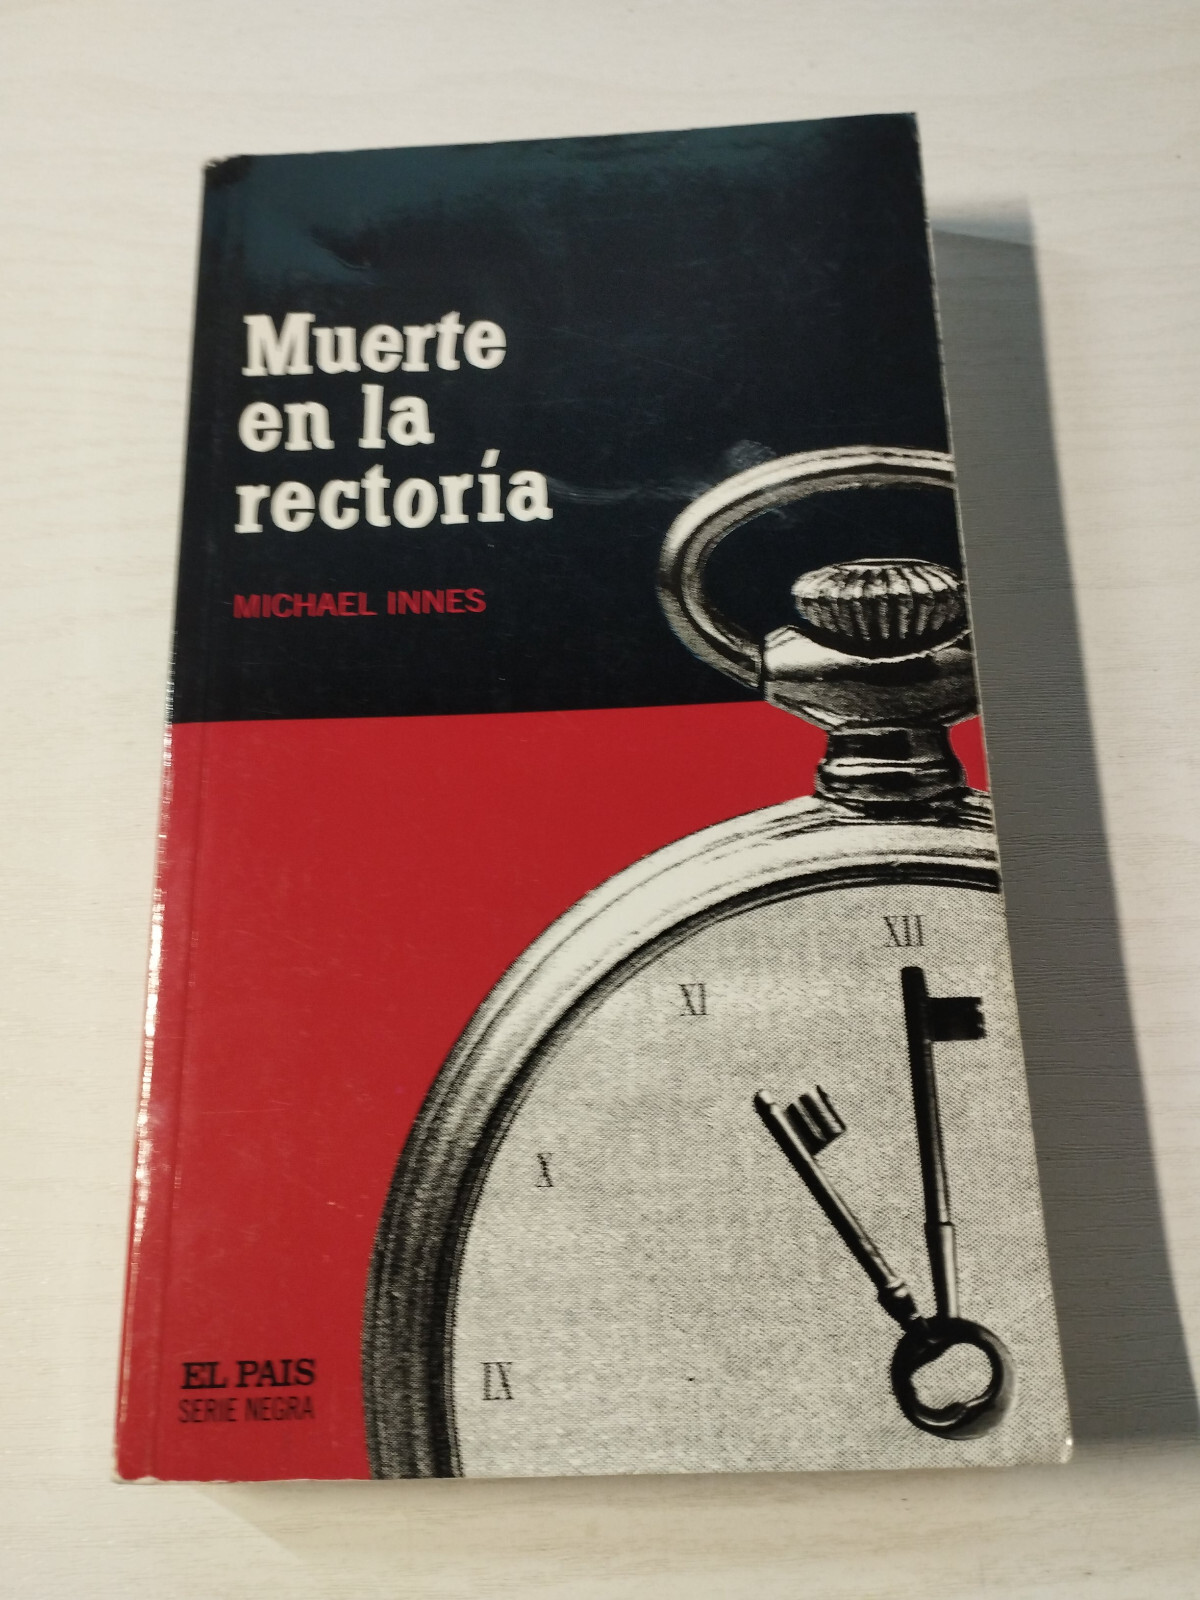 Muerte
en la
rectoría
MICHAEL INNES
XII
XI
X
IX
EL PAIS
SERIE NEGRA